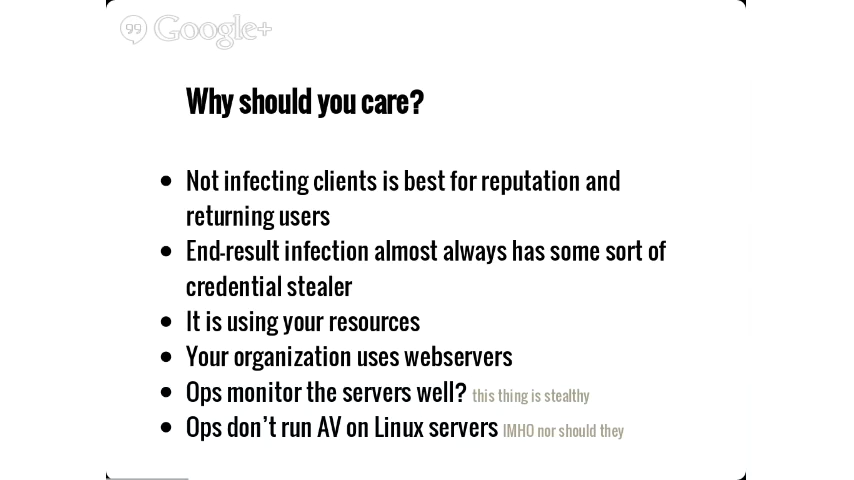 Google+
Why should you care?
• Not infecting clients is best for reputation and
returning users
• End-result infection almost always has some sort of
credential stealer
• It is using your resources
• Your organization uses webservers
• Ops monitor the servers well? this thing is stealthy
• Ops don't run AV on Linux servers IMHO nor should they